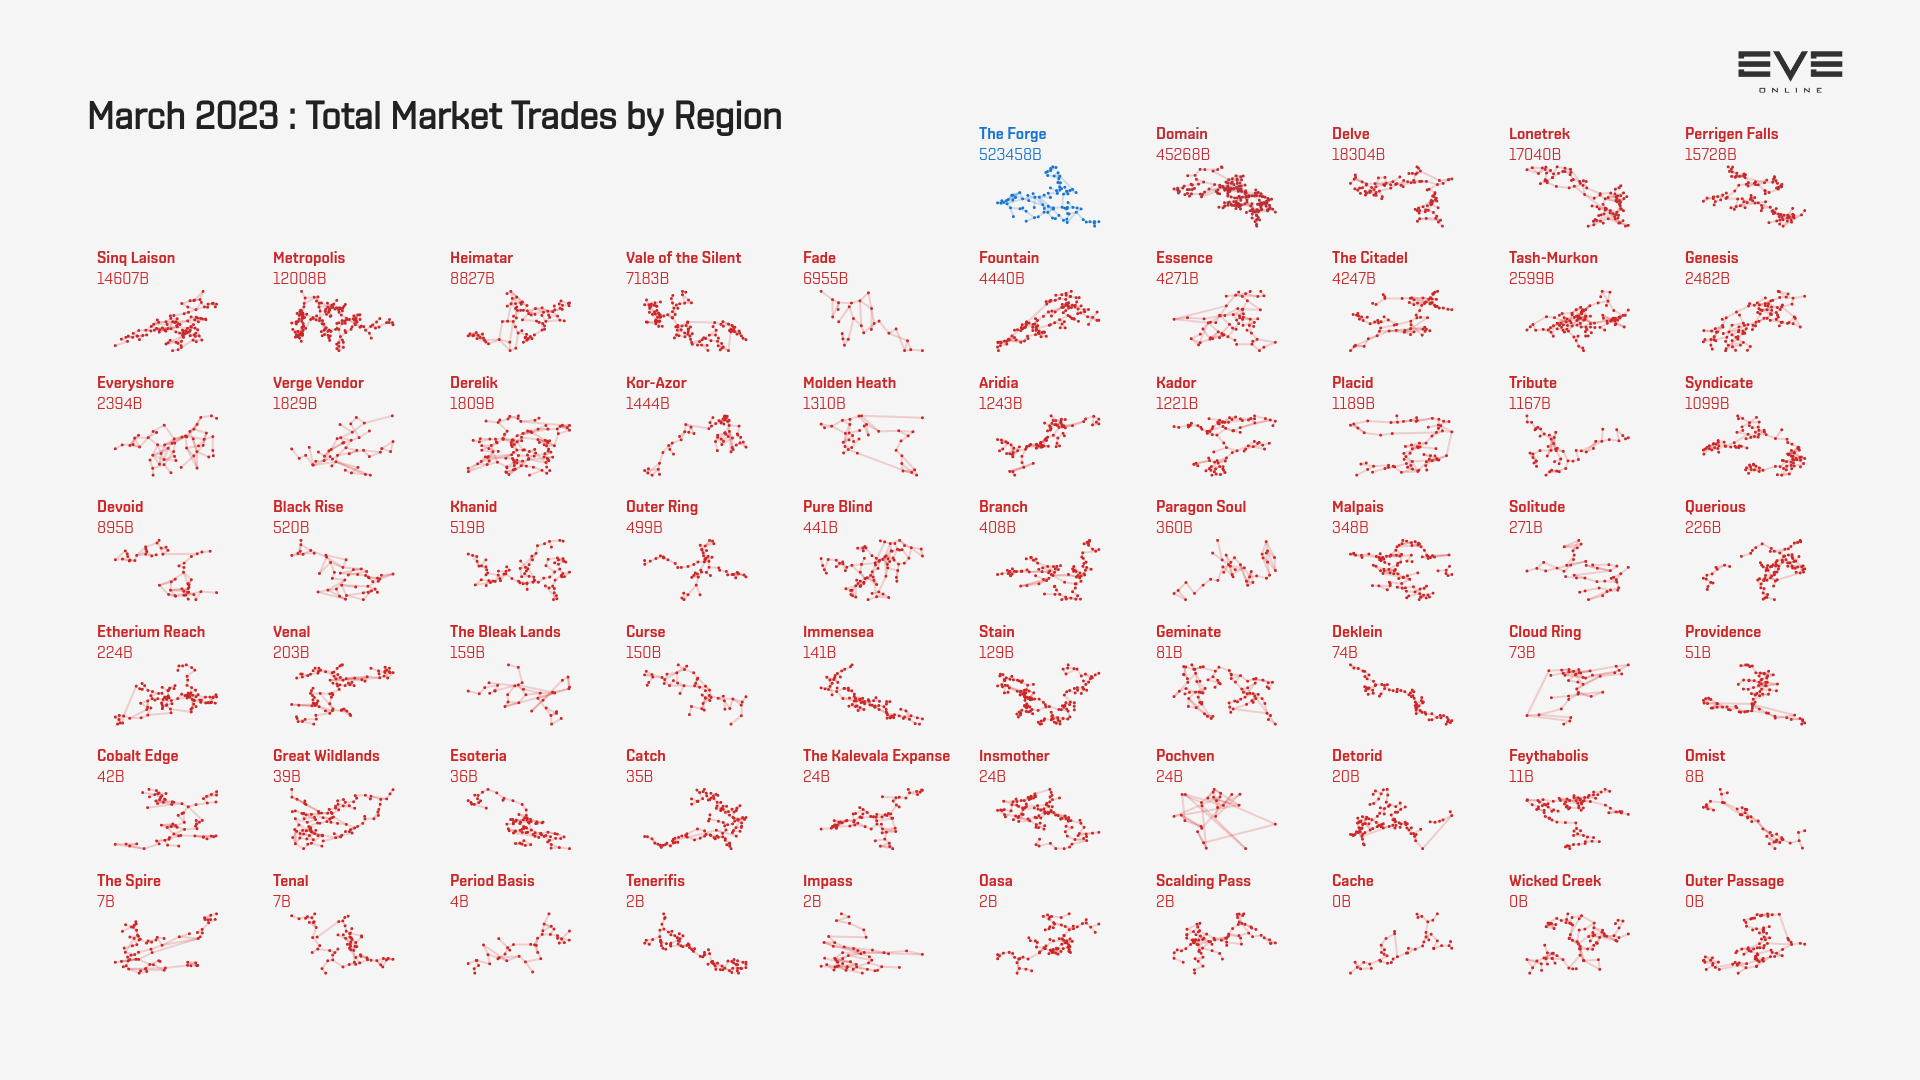 EVE
ONLINE
March 2023 : Total Market Trades by Region
The Forge
523458B
Domain
45268B
Delve
18304B
Lonetrek
17040B
Perrigen Falls
15728B
Sinq Laison
14607B
Metropolis
12008B
Heimatar
8827B
Vale of the Silent
7183B
Fade
6955B
Fountain
4440B
Essence
4271B
The Citadel
4247B
Tash-Murkon
2599B
Genesis
2482B
Everyshore
2394B
Verge Vendor
1829B
Derelik
1809B
Kor-Azor
1444B
Molden Heath
1310B
Aridia
1243B
Kador
1221B
Placid
1189B
Tribute
1167B
Syndicate
1099B
Devoid
895B
Black Rise
520B
Khanid
519B
Outer Ring
499B
Pure Blind
441B
Branch
408B
Paragon Soul
360B
Malpais
348B
Solitude
271B
Querious
226B
Etherium Reach
224B
Venal
203B
The Bleak Lands
159B
Curse
150B
Immensea
141B
Stain
129B
Geminate
81B
Deklein
74B
Cloud Ring
73B
Providence
51B
Cobalt Edge
42B
Great Wildlands
39B
Esoteria
36B
Catch
35B
The Kalevala Expanse
24B
Insmother
24B
Pochven
24B
Detorid
20B
Feythabolis
11B
Omist
8B
The Spire
7B
Tenal
7B
Period Basis
4B
Tenerifis
2B
Impass
2B
Oasa
2B
Scalding Pass
2B
Cache
0B
Wicked Creek
0B
Outer Passage
0B